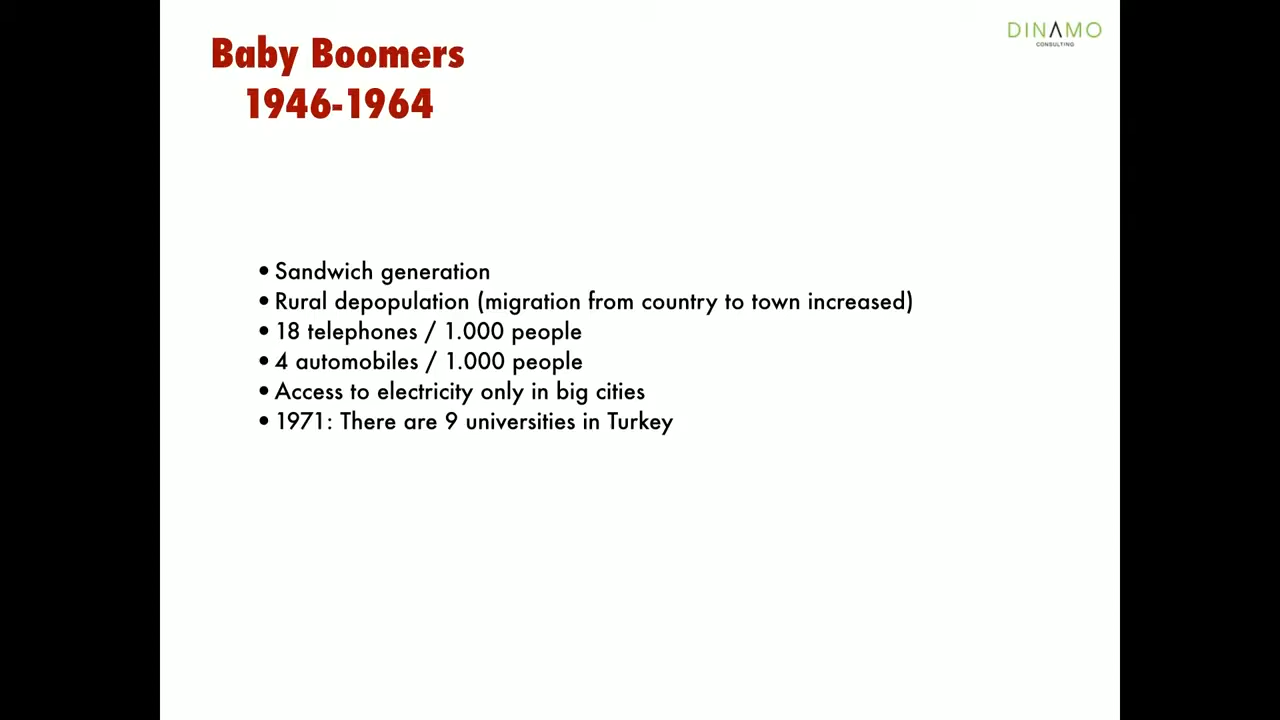 DINAMO
CONSULTING
Baby Boomers
1946-1964
• Sandwich generation
• Rural depopulation (migration from country to town increased)
• 18 telephones / 1.000 people
• 4 automobiles / 1.000 people
• Access to electricity only in big cities
• 1971: There are 9 universities in Turkey